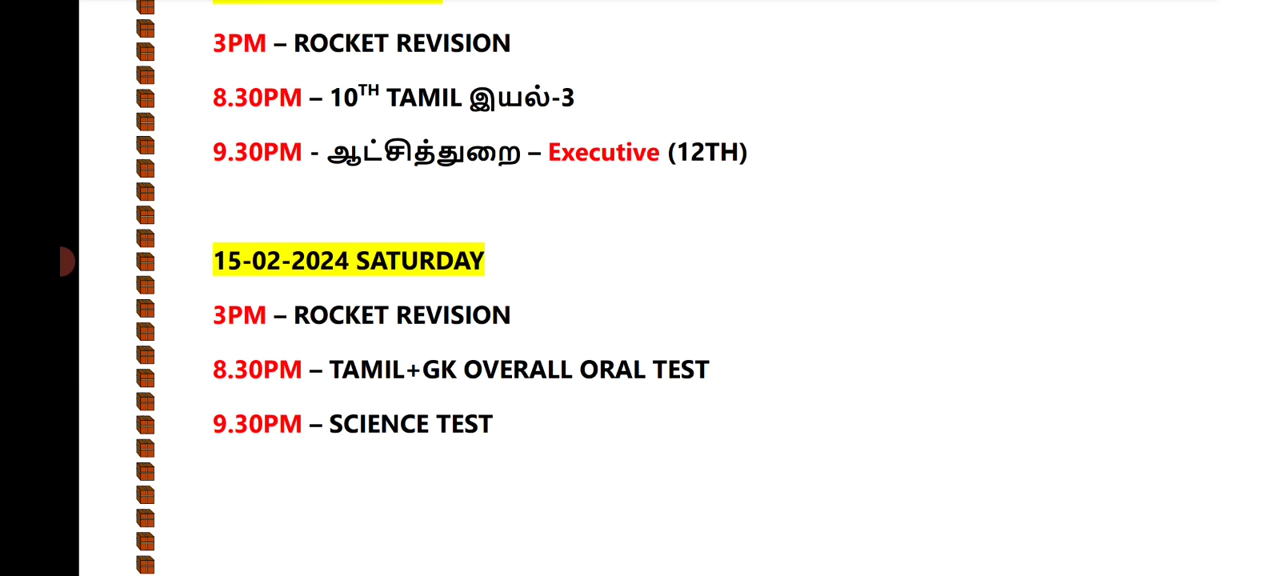 3PM – ROCKET REVISION
8.30PM – 10TH TAMIL இயல்-3
9.30PM - ஆட்சித்துறை – Executive (12TH)
15-02-2024 SATURDAY
3PM – ROCKET REVISION
8.30PM – TAMIL+GK OVERALL ORAL TEST
9.30PM – SCIENCE TEST